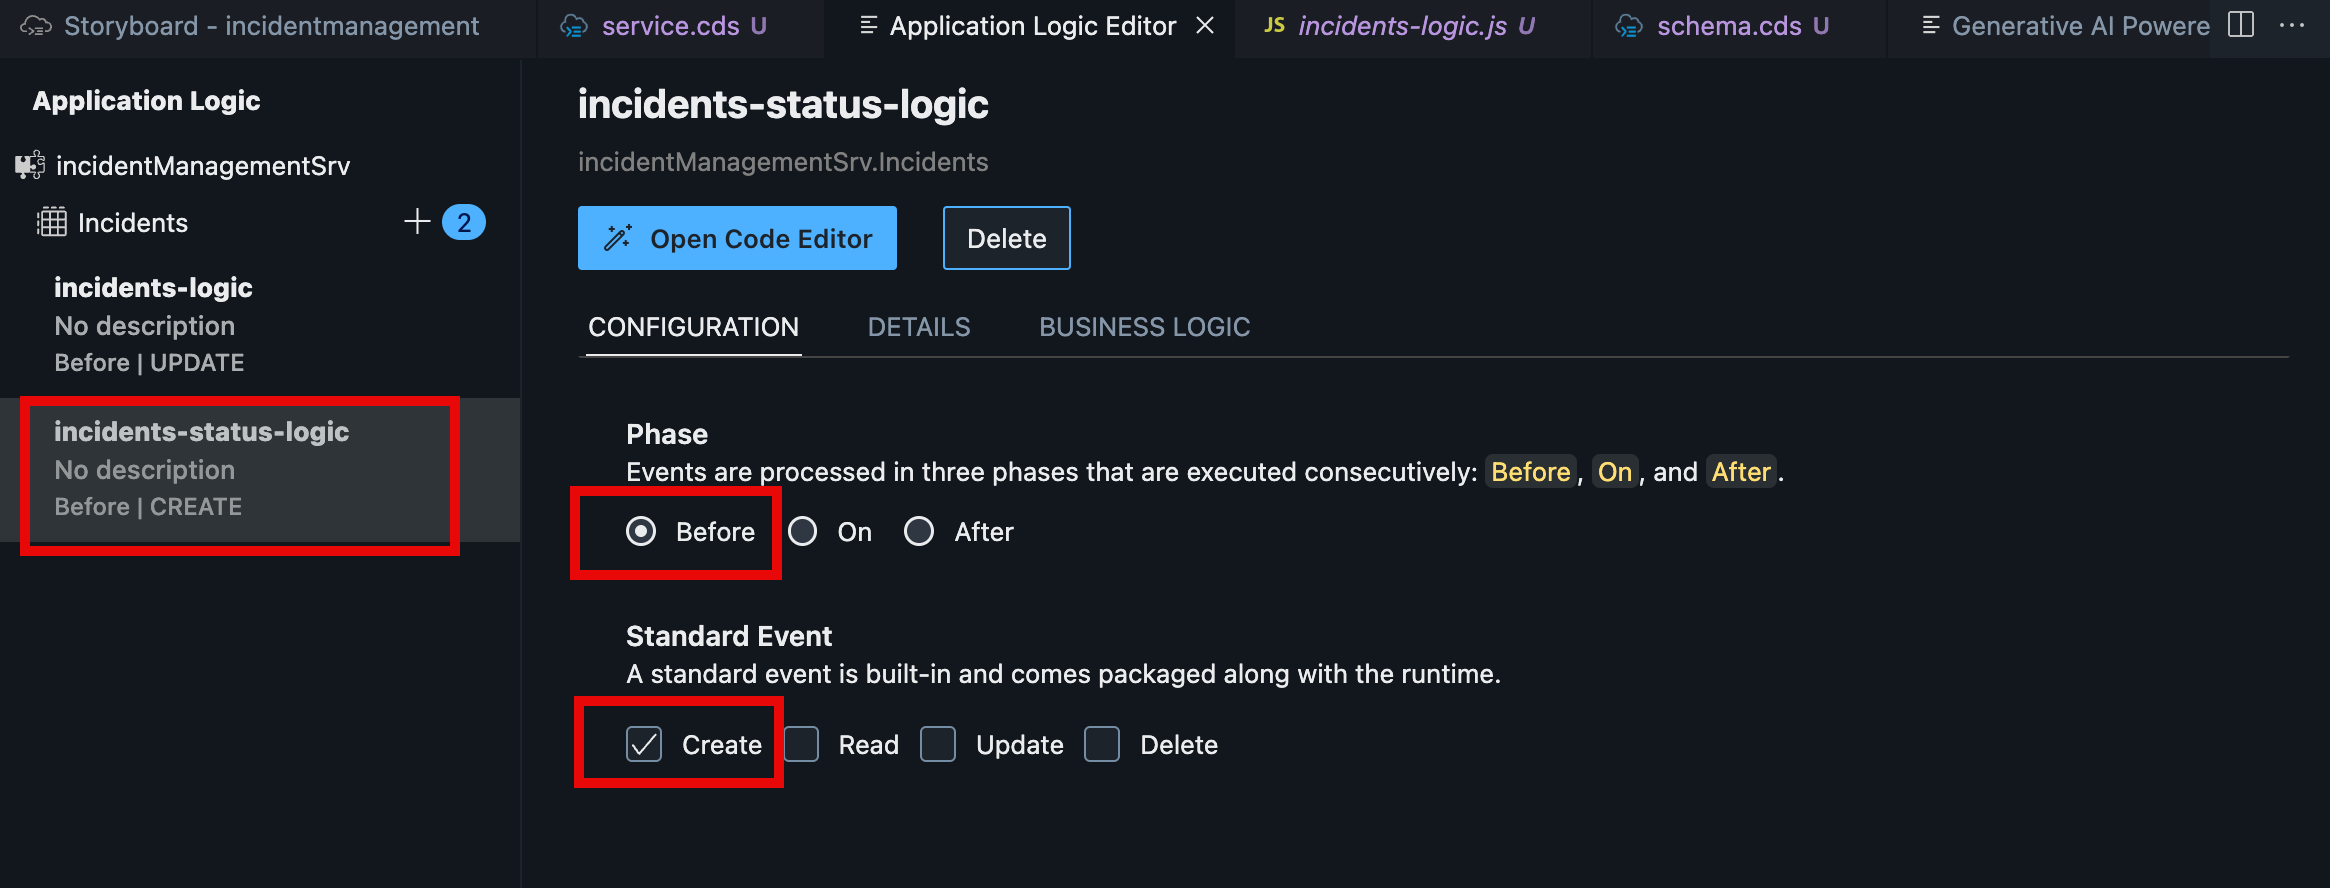 Storyboard - incidentmanagement
service.cds U
Application Logic Editor
JS incidents-logic.js U
schema.cds U
Generative AI Powere
Application Logic
incidentManagementSrv
Incidents
2
incidents-logic
No description
Before | UPDATE
incidents-status-logic
No description
Before | CREATE
incidents-status-logic
incidentManagementSrv.Incidents
Open Code Editor
Delete
CONFIGURATION
DETAILS
BUSINESS LOGIC
Phase
Events are processed in three phases that are executed consecutively: Before, On, and After.
Before
On
After
Standard Event
A standard event is built-in and comes packaged along with the runtime.
Create
Read
Update
Delete